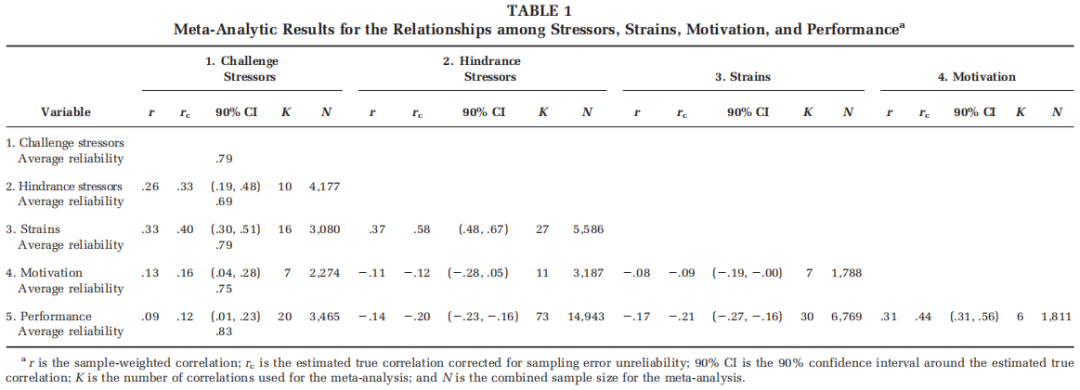 TABLE 1
Meta-Analytic Results for the Relationships among Stressors, Strains, Motivation, and Performanceᵃ
1. Challenge Stressors 2. Hindrance Stressors 3. Strains 4. Motivation
Variable r rc 90% CI K N r rc 90% CI K N r rc 90% CI K N r rc 90% CI K N
1. Challenge stressors
Average reliability .79
2. Hindrance stressors .26 .33 (.19, .48) 10 4,177
Average reliability .69
3. Strains .33 .40 (.30, .51) 16 3,080 .37 .58 (.48, .67) 27 5,586
Average reliability .79
4. Motivation .13 .16 (.04, .28) 7 2,274 −.11 −.12 (−.28, .05) 11 3,187 −.08 −.09 (−.19, −.00) 7 1,788
Average reliability .75
5. Performance .09 .12 (.01, .23) 20 3,465 −.14 −.20 (−.23, −.16) 73 14,943 −.17 −.21 (−.27, −.16) 30 6,769 .31 .44 (.31, .56) 6 1,811
Average reliability .83
ᵃ r is the sample-weighted correlation; rc is the estimated true correlation corrected for sampling error unreliability; 90% CI is the 90% confidence interval around the estimated true
correlation; K is the number of correlations used for the meta-analysis; and N is the combined sample size for the meta-analysis.